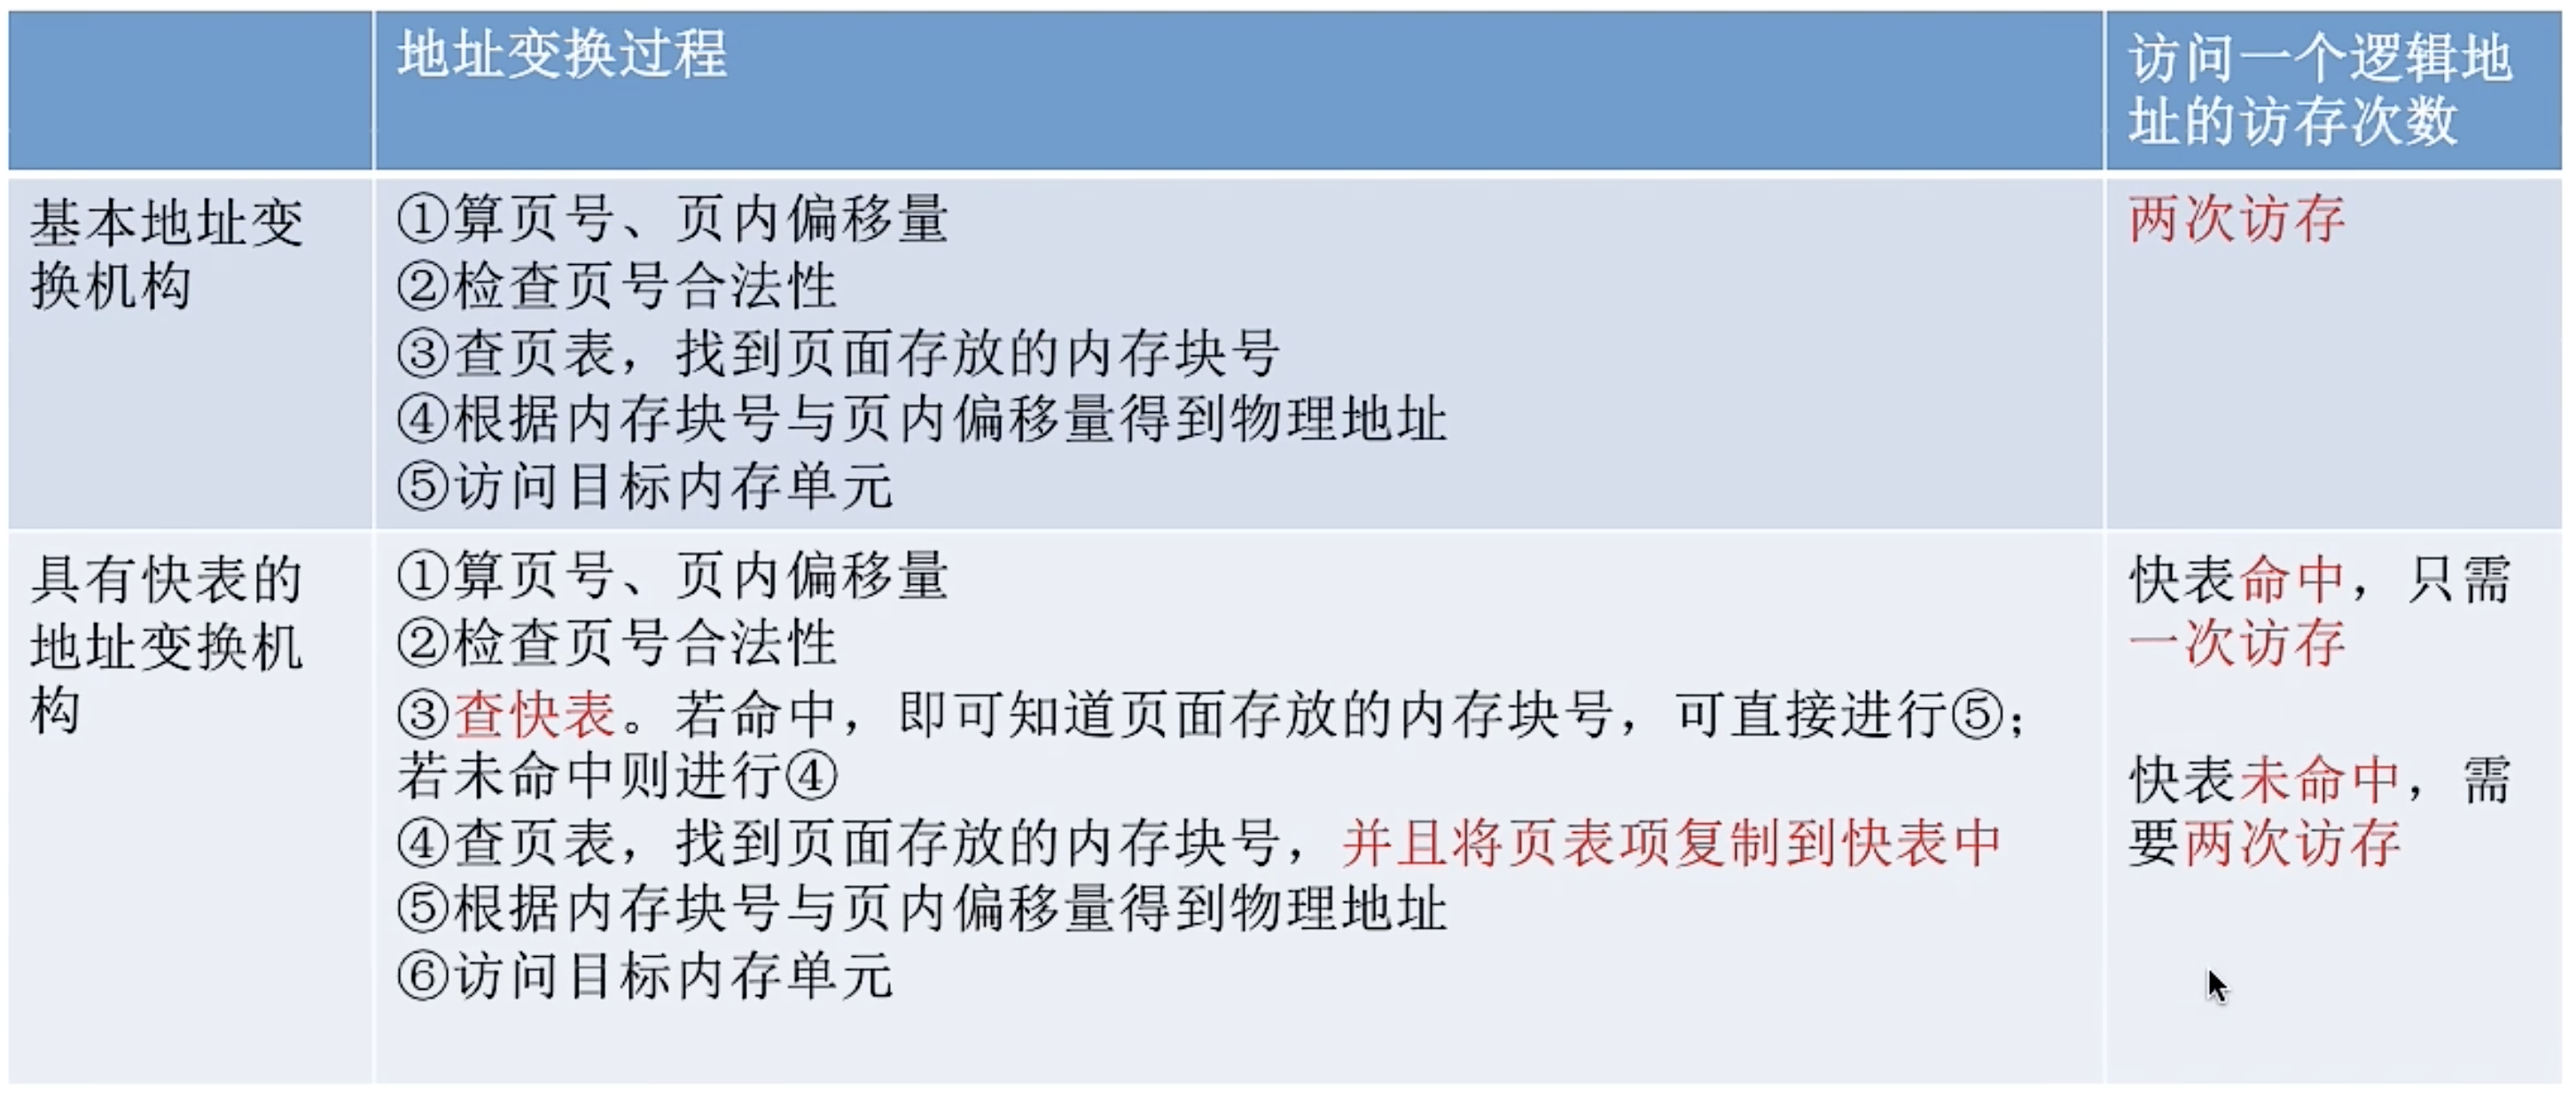 地址变换过程
访问一个逻辑地
址的访存次数
基本地址变
换机构
①算页号、页内偏移量
②检查页号合法性
③查页表，找到页面存放的内存块号
④根据内存块号与页内偏移量得到物理地址
⑤访问目标内存单元
两次访存
具有快表的
地址变换机
构
①算页号、页内偏移量
②检查页号合法性
③查快表。若命中，即可知道页面存放的内存块号，可直接进行⑤；
若未命中则进行④
④查页表，找到页面存放的内存块号，并且将页表项复制到快表中
⑤根据内存块号与页内偏移量得到物理地址
⑥访问目标内存单元
快表命中，只需
一次访存
快表未命中，需
要两次访存